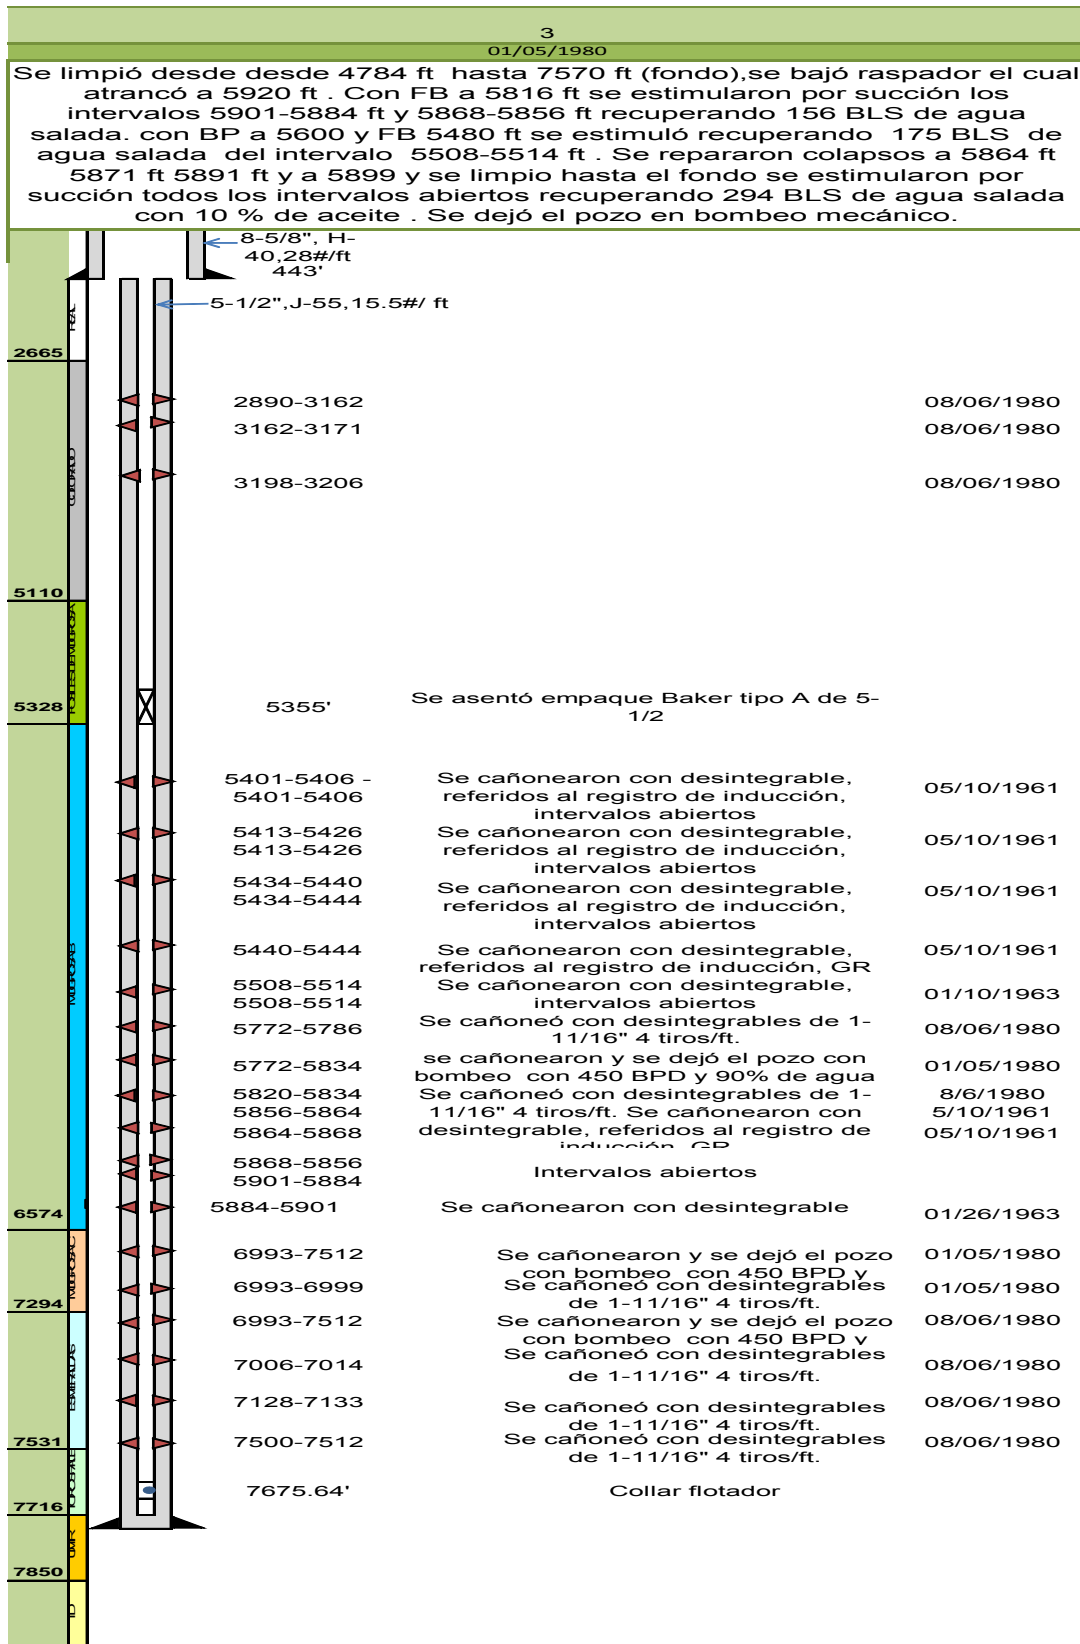 3
01/05/1980
Se limpió desde desde 4784 ft hasta 7570 ft (fondo),se bajó raspador el cual
atrancó a 5920 ft . Con FB a 5816 ft se estimularon por succión los
intervalos 5901-5884 ft y 5868-5856 ft recuperando 156 BLS de agua
salada. con BP a 5600 y FB 5480 ft se estimuló recuperando 175 BLS de
agua salada del intervalo 5508-5514 ft . Se repararon colapsos a 5864 ft
5871 ft 5891 ft y a 5899 y se limpio hasta el fondo se estimularon por
succión todos los intervalos abiertos recuperando 294 BLS de agua salada
con 10 % de aceite . Se dejó el pozo en bombeo mecánico.
8-5/8", H-
40,28#/ft
443'
5-1/2",J-55,15.5#/ ft
2665
2890-3162 08/06/1980
3162-3171 08/06/1980
3198-3206 08/06/1980
5110
5328
5355' Se asentó empaque Baker tipo A de 5-
1/2
5401-5406 - Se cañonearon con desintegrable,
5401-5406 referidos al registro de inducción, 05/10/1961
intervalos abiertos
5413-5426 Se cañonearon con desintegrable,
5413-5426 referidos al registro de inducción, 05/10/1961
intervalos abiertos
5434-5440 Se cañonearon con desintegrable,
5434-5444 referidos al registro de inducción, 05/10/1961
intervalos abiertos
5440-5444 Se cañonearon con desintegrable, 05/10/1961
referidos al registro de inducción, GR
5508-5514 Se cañonearon con desintegrable,
5508-5514 intervalos abiertos 01/10/1963
5772-5786 Se cañoneó con desintegrables de 1- 08/06/1980
11/16" 4 tiros/ft.
5772-5834 se cañonearon y se dejó el pozo con 01/05/1980
bombeo con 450 BPD y 90% de agua
5820-5834 Se cañoneó con desintegrables de 1- 8/6/1980
5856-5864 11/16" 4 tiros/ft. Se cañonearon con 5/10/1961
5864-5868 desintegrable, referidos al registro de 05/10/1961
inducción, GR
5868-5856 Intervalos abiertos
5901-5884
6574
5884-5901 Se cañonearon con desintegrable 01/26/1963
6993-7512 Se cañonearon y se dejó el pozo 01/05/1980
con bombeo con 450 BPD y
6993-6999 Se cañoneó con desintegrables 01/05/1980
de 1-11/16" 4 tiros/ft.
7294
6993-7512 Se cañonearon y se dejó el pozo 08/06/1980
con bombeo con 450 BPD y
7006-7014 Se cañoneó con desintegrables 08/06/1980
de 1-11/16" 4 tiros/ft.
7128-7133 Se cañoneó con desintegrables 08/06/1980
de 1-11/16" 4 tiros/ft.
7531
7500-7512 Se cañoneó con desintegrables 08/06/1980
de 1-11/16" 4 tiros/ft.
7675.64' Collar flotador
7716
7850